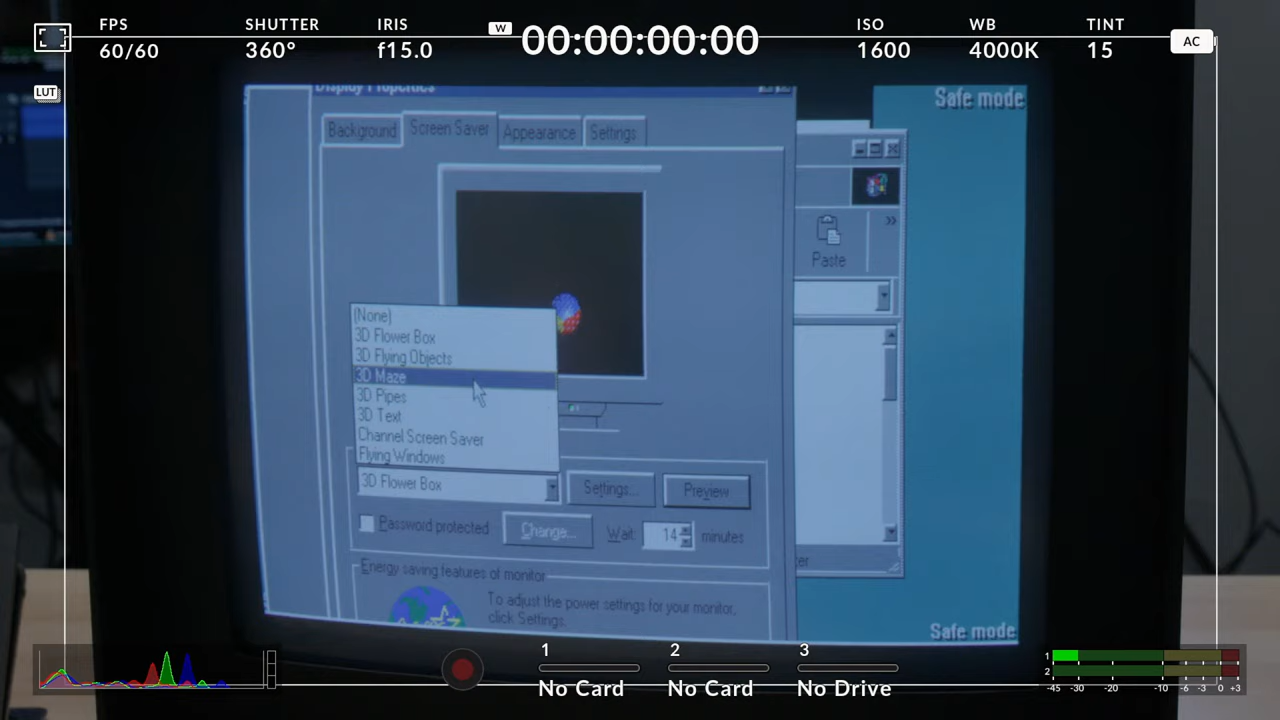 FPS
60/60
SHUTTER
360°
IRIS
f15.0
W
00:00:00:00
ISO
1600
WB
4000K
TINT
15
AC
LUT
Display Properties
Safe mode
Background
Screen Saver
Appearance
Settings
Paste
»
(None)
3D Flower Box
3D Flying Objects
3D Maze
3D Pipes
3D Text
Channel Screen Saver
Flying Windows
3D Flower Box
Settings...
Preview
Password protected
Change...
Wait:
14
minutes
Energy saving features of monitor
To adjust the power settings for your monitor,
click Settings.
Safe mode
1
No Card
2
No Card
3
No Drive
1
2
-45 -30 -20 -10 -6 -3 0 +3